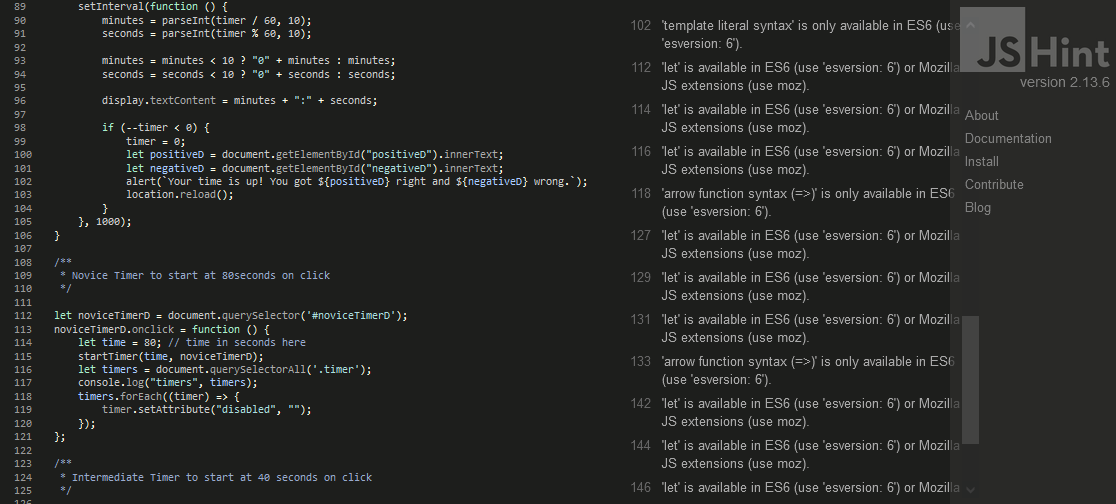 89 setInterval(function () {
90 minutes = parseInt(timer / 60, 10);
91 seconds = parseInt(timer % 60, 10);
92
93 minutes = minutes < 10 ? "0" + minutes : minutes;
94 seconds = seconds < 10 ? "0" + seconds : seconds;
95
96 display.textContent = minutes + ":" + seconds;
97
98 if (--timer < 0) {
99 timer = 0;
100 let positiveD = document.getElementById("positiveD").innerText;
101 let negativeD = document.getElementById("negativeD").innerText;
102 alert(`Your time is up! You got ${positiveD} right and ${negativeD} wrong.`);
103 location.reload();
104 }
105 }, 1000);
106 }
107
108 /**
109 * Novice Timer to start at 80seconds on click
110 */
111
112 let noviceTimerD = document.querySelector('#noviceTimerD');
113 noviceTimerD.onclick = function () {
114 let time = 80; // time in seconds here
115 startTimer(time, noviceTimerD);
116 let timers = document.querySelectorAll('.timer');
117 console.log("timers", timers);
118 timers.forEach((timer) => {
119 timer.setAttribute("disabled", "");
120 });
121 };
122
123 /**
124 * Intermediate Timer to start at 40 seconds on click
125 */
126
102 'template literal syntax' is only available in ES6 (use
'esversion: 6').
112 'let' is available in ES6 (use 'esversion: 6') or Mozilla
JS extensions (use moz).
114 'let' is available in ES6 (use 'esversion: 6') or Mozilla
JS extensions (use moz).
116 'let' is available in ES6 (use 'esversion: 6') or Mozilla
JS extensions (use moz).
118 'arrow function syntax (=>)' is only available in ES6
(use 'esversion: 6').
127 'let' is available in ES6 (use 'esversion: 6') or Mozilla
JS extensions (use moz).
129 'let' is available in ES6 (use 'esversion: 6') or Mozilla
JS extensions (use moz).
131 'let' is available in ES6 (use 'esversion: 6') or Mozilla
JS extensions (use moz).
133 'arrow function syntax (=>)' is only available in ES6
(use 'esversion: 6').
142 'let' is available in ES6 (use 'esversion: 6') or Mozilla
JS extensions (use moz).
144 'let' is available in ES6 (use 'esversion: 6') or Mozilla
JS extensions (use moz).
146 'let' is available in ES6 (use 'esversion: 6') or Mozilla
JSHint
version 2.13.6
About
Documentation
Install
Contribute
Blog